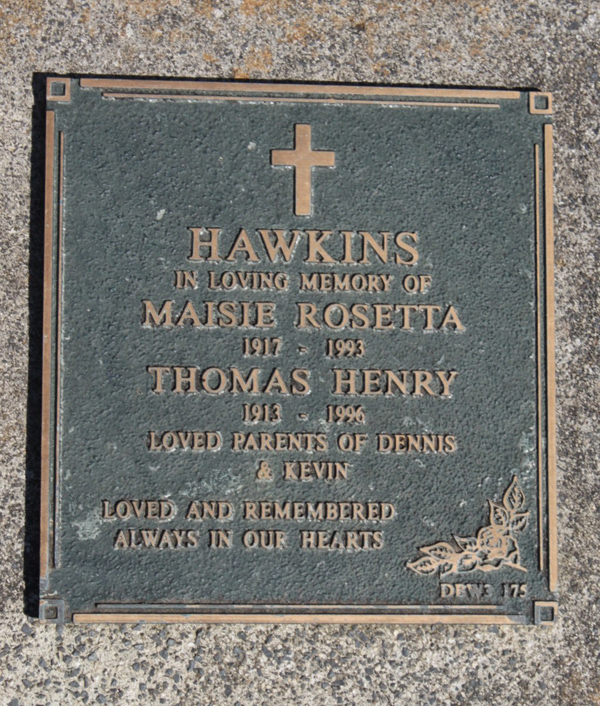 HAWKINS
IN LOVING MEMORY OF
MAISIE ROSETTA
1917 - 1993
THOMAS HENRY
1913 - 1996
LOVED PARENTS OF DENNIS
& KEVIN
LOVED AND REMEMBERED
ALWAYS IN OUR HEARTS
175